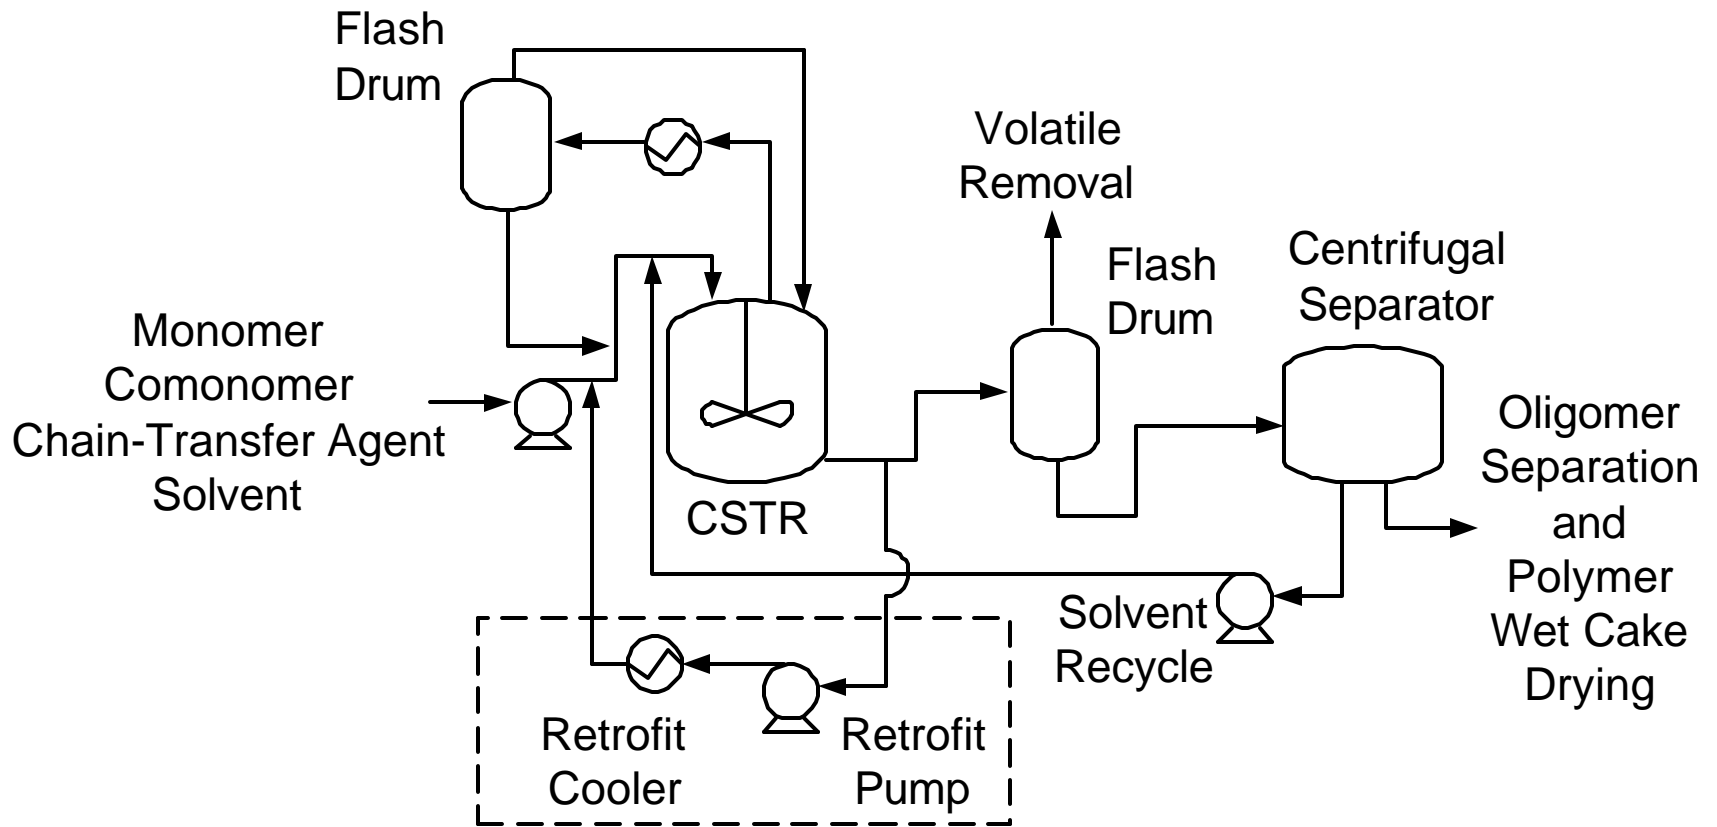 Flash
Drum
Volatile
Removal
Flash
Drum
Centrifugal
Separator
Monomer
Comonomer
Chain-Transfer Agent
Solvent
CSTR
Oligomer
Separation
and
Polymer
Wet Cake
Drying
Solvent
Recycle
Retrofit
Cooler
Retrofit
Pump